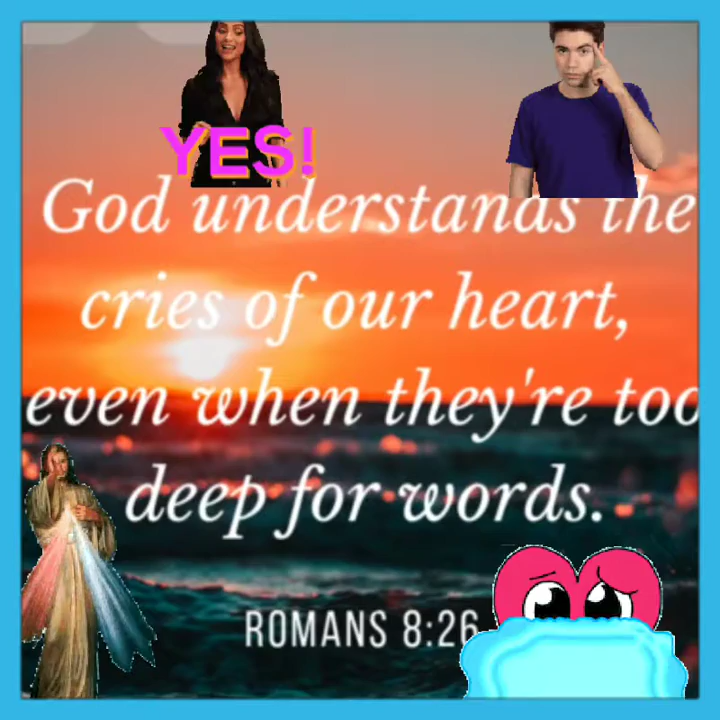 YES!
God understands the
cries of our heart,
even when they're too
deep for words.
ROMANS 8:26